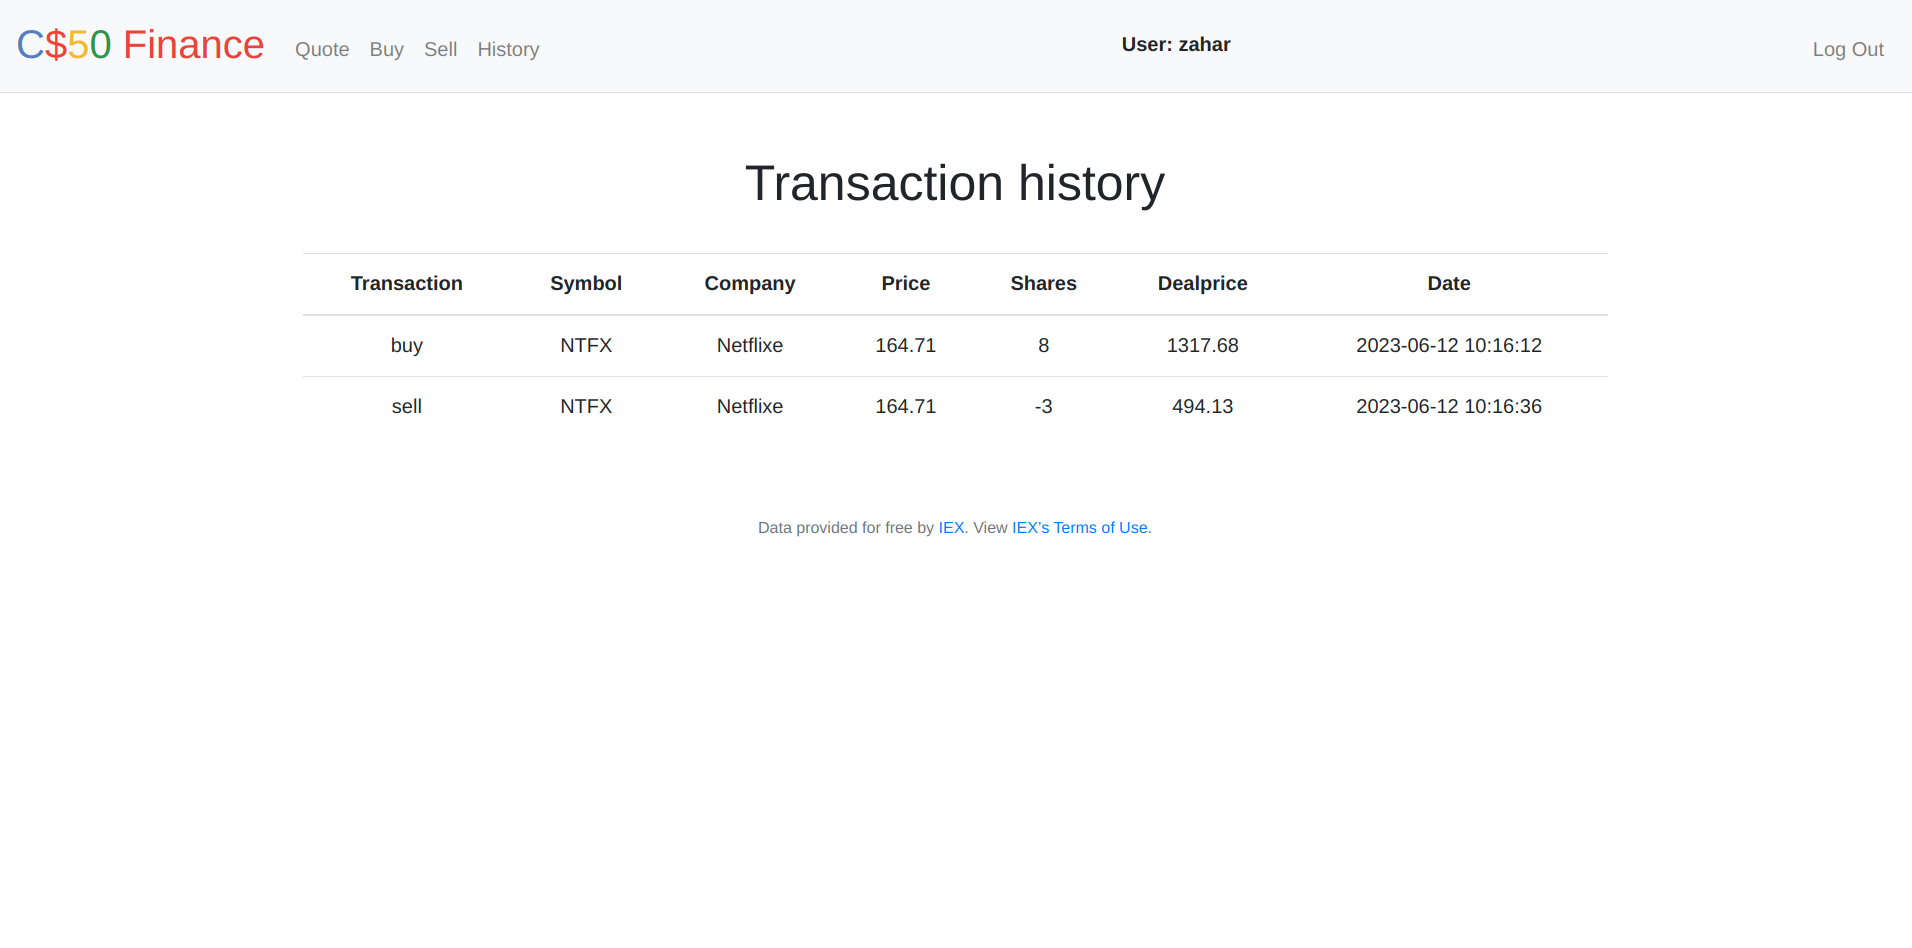 C$50 Finance Quote Buy Sell History User: zahar Log Out
Transaction history
Transaction Symbol Company Price Shares Dealprice Date
buy NTFX Netflixe 164.71 8 1317.68 2023-06-12 10:16:12
sell NTFX Netflixe 164.71 -3 494.13 2023-06-12 10:16:36
Data provided for free by IEX. View IEX’s Terms of Use.